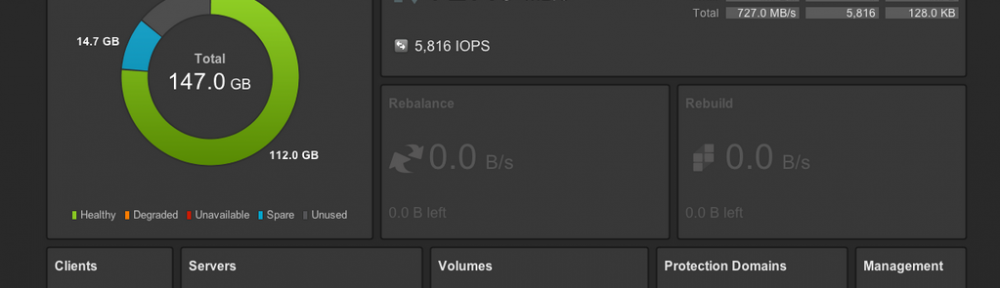 Total 727.0 MB/s 5,816 128.0 KB
14.7 GB
Total
147.0 GB
5,816 IOPS
112.0 GB
Healthy Degraded Unavailable Spare Unused
Rebalance
0.0 B/s
0.0 B left
Rebuild
0.0 B/s
0.0 B left
Clients Servers Volumes Protection Domains Management